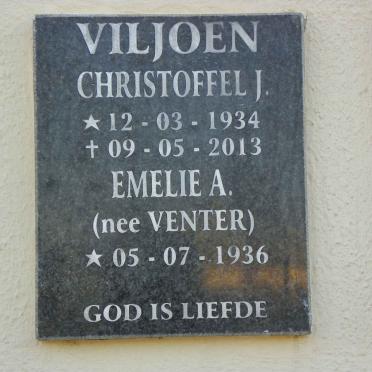 VILJOEN
CHRISTOFFEL J.
★ 12 - 03 - 1934
✝ 09 - 05 - 2013
EMELIE A.
(nee VENTER)
★ 05 - 07 - 1936
GOD IS LIEFDE